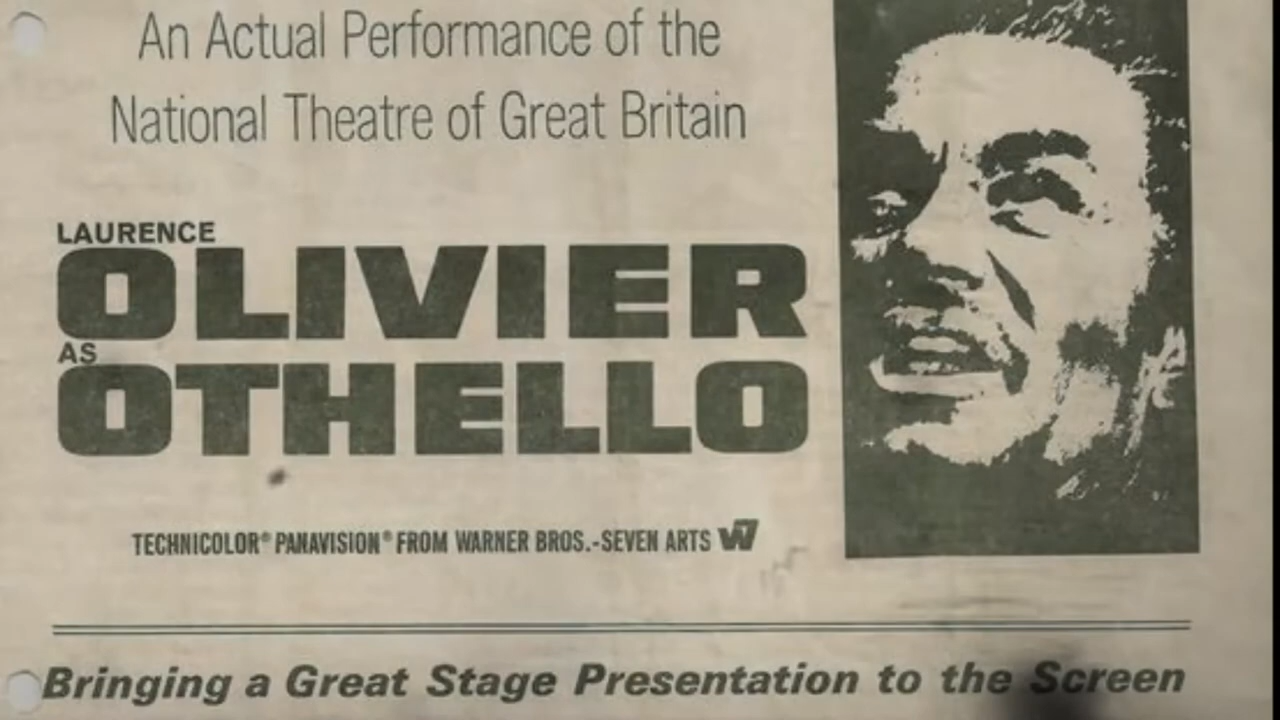 An Actual Performance of the
National Theatre of Great Britain
LAURENCE
OLIVIER
AS
OTHELLO
TECHNICOLOR® PANAVISION® FROM WARNER BROS.-SEVEN ARTS W7
Bringing a Great Stage Presentation to the Screen